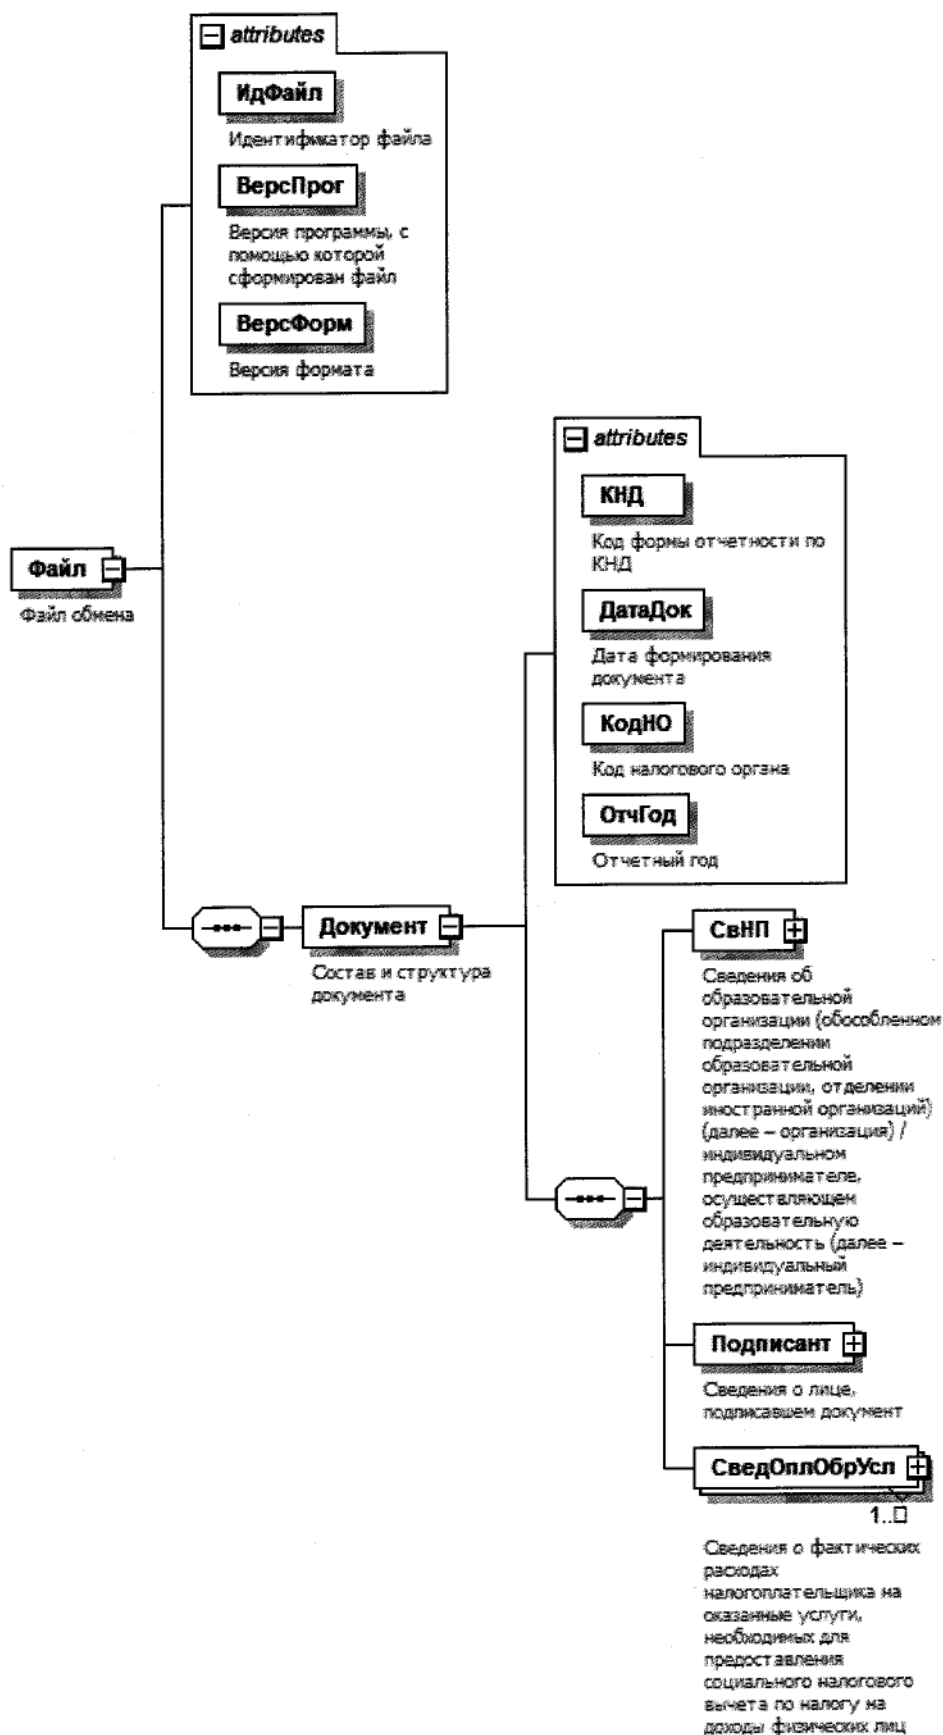 attributes
ИдФайл
Идентификатор файла
ВерсПрог
Версия программы, с
помощью которой
сформирован файл
ВерсФорм
Версия формата
attributes
КНД
Код формы отчетности по
КНД
Файл
Файл обмена
ДатаДок
Дата формирования
документа
КодНО
Код налогового органа
ОтчГод
Отчетный год
Документ
Состав и структура
документа
СвНП
Сведения об
образовательной
организации (обособленном
подразделении
образовательной
организации, отделении
иностранной организаций)
(далее – организация) /
индивидуальном
предпринимателе,
осуществляющем
образовательную
деятельность (далее –
индивидуальный
предприниматель)
Подписант
Сведения о лице,
подписавшем документ
СведОплОбрУсл
1..□
Сведения о фактических
расходах
налогоплательщика на
оказанные услуги,
необходимых для
предоставления
социального налогового
вычета по налогу на
доходы физических лиц